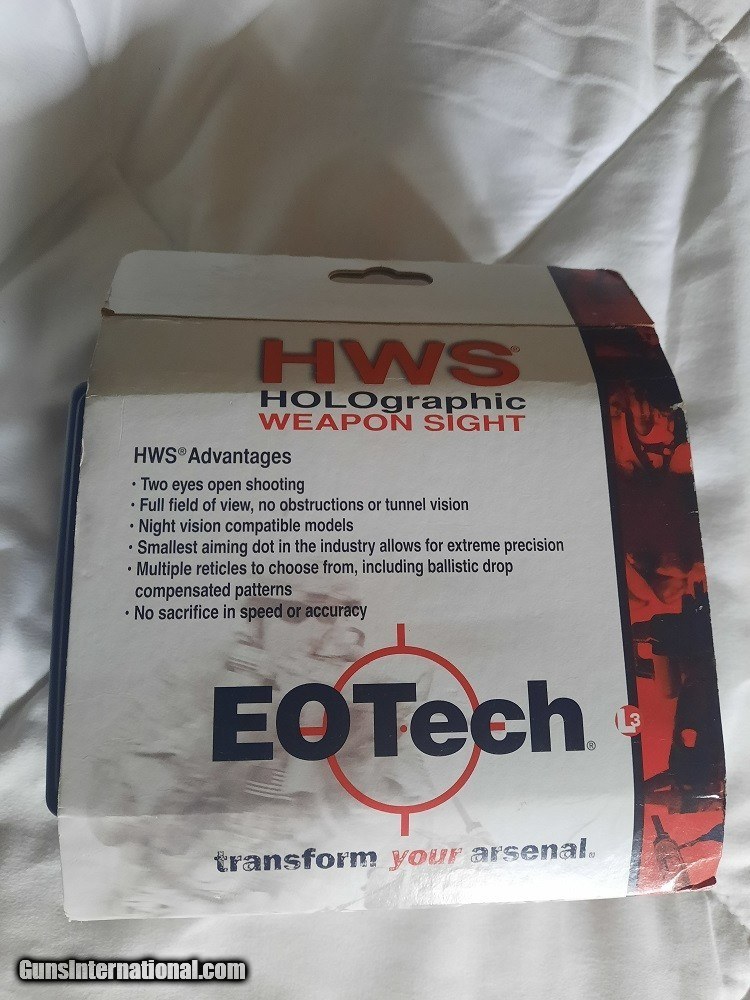 HWS®
HOLOgraphic
WEAPON SIGHT
HWS® Advantages
· Two eyes open shooting
· Full field of view, no obstructions or tunnel vision
· Night vision compatible models
· Smallest aiming dot in the industry allows for extreme precision
· Multiple reticles to choose from, including ballistic drop
compensated patterns
· No sacrifice in speed or accuracy
EOTech®
L3
transform your arsenal™
GunsInternational.com